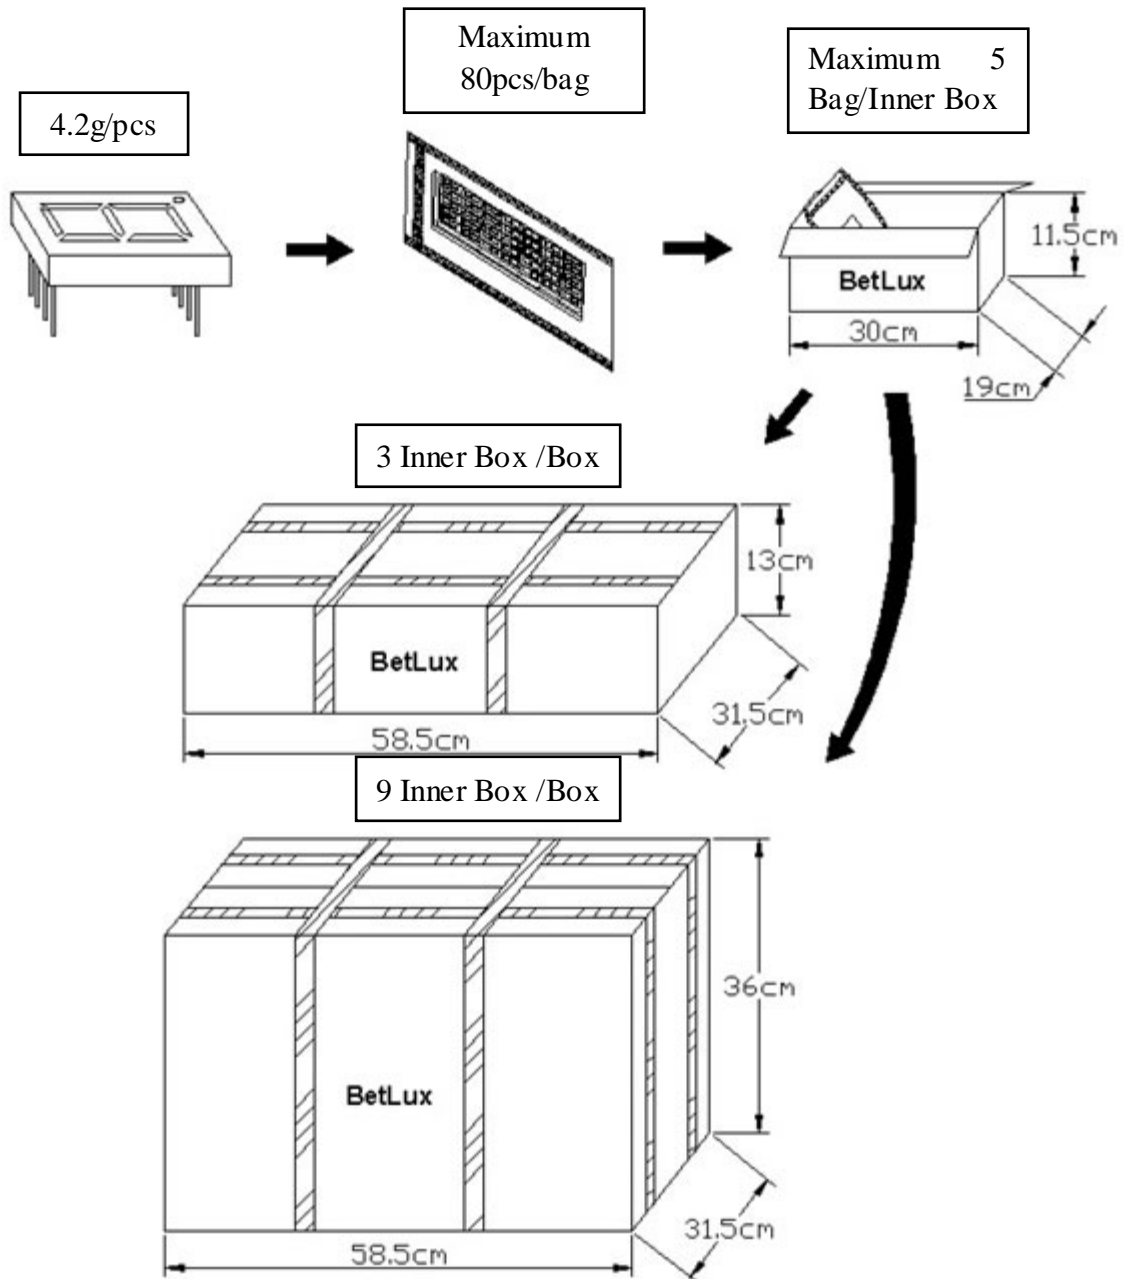 Maximum
80pcs/bag
Maximum 5
Bag/Inner Box
4.2g/pcs
11.5cm
BetLux
30cm
19cm
3 Inner Box /Box
13cm
BetLux
31.5cm
58.5cm
9 Inner Box /Box
36cm
BetLux
31.5cm
58.5cm